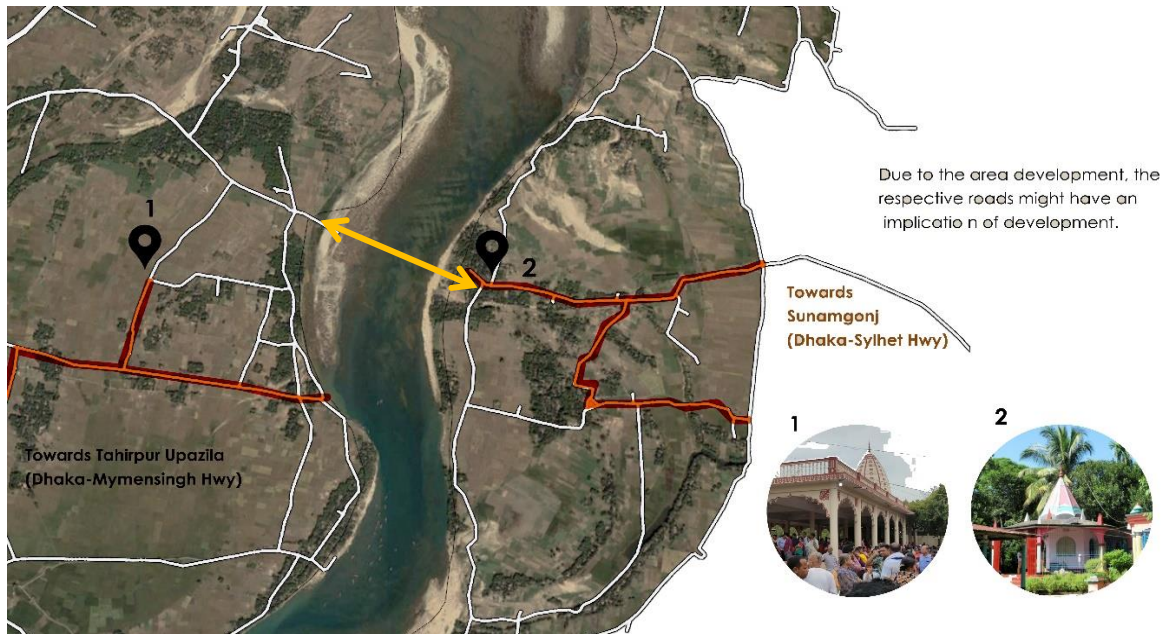 1
2
Due to the area development, the
respective roads might have an
implicatio n of development.
Towards
Sunamgonj
(Dhaka-Sylhet Hwy)
Towards Tahirpur Upazila
(Dhaka-Mymensingh Hwy)
1
2